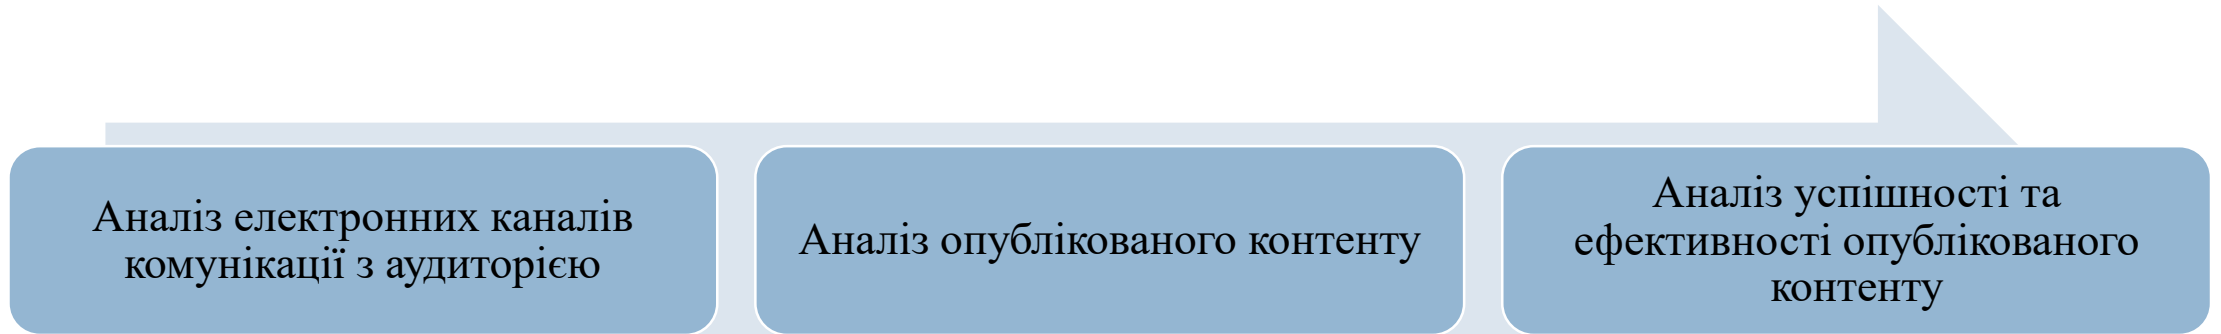 Аналіз електронних каналів
комунікації з аудиторією
Аналіз опублікованого контенту
Аналіз успішності та
ефективності опублікованого
контенту